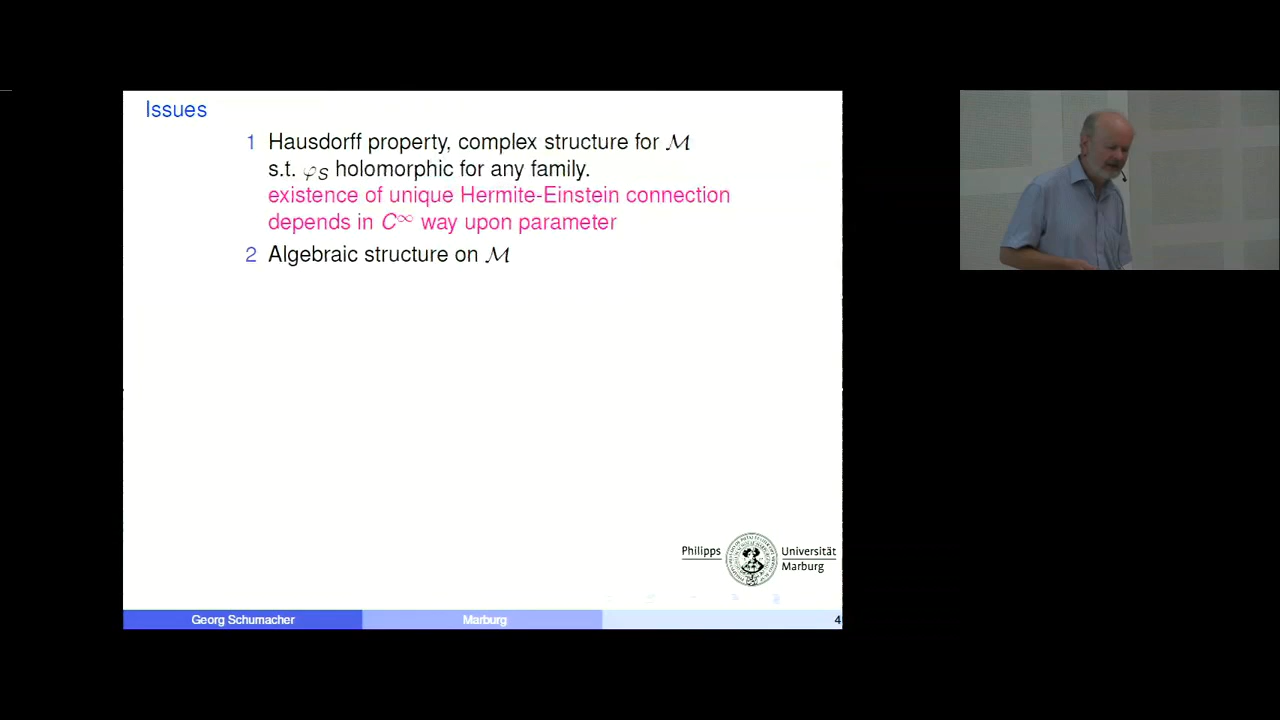 Issues
1 Hausdorff property, complex structure for ℳ
s.t. φ_S holomorphic for any family.
existence of unique Hermite-Einstein connection
depends in C^∞ way upon parameter
2 Algebraic structure on ℳ
Philipps Universität
Marburg
Georg Schumacher Marburg 4